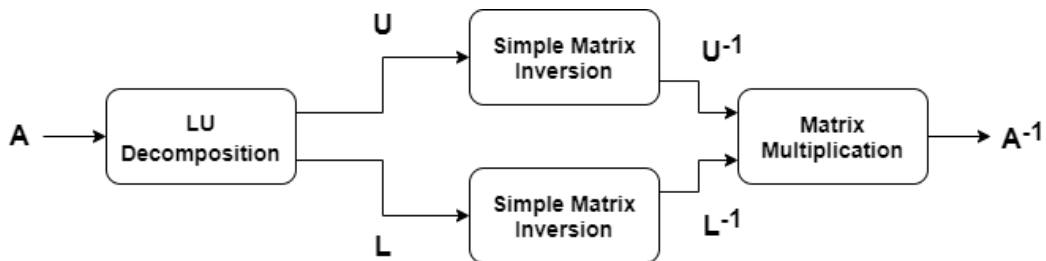 U
Simple Matrix
Inversion
U-1
A
LU
Decomposition
Matrix
Multiplication
A-1
Simple Matrix
Inversion
L
L-1